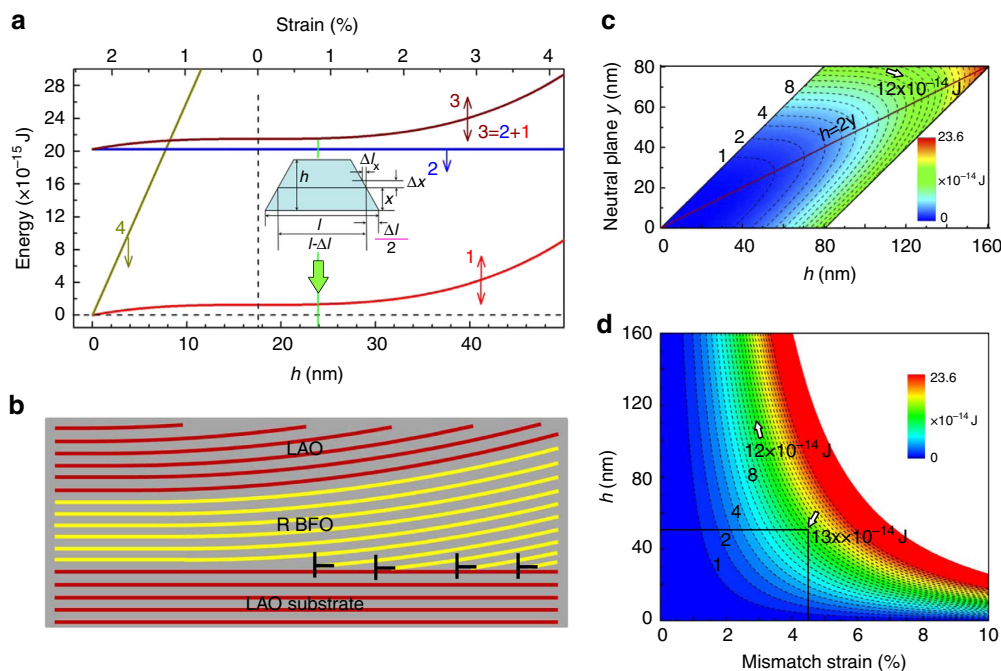 a
Strain (%)
2 1 0 1 2 3 4
Energy (×10⁻¹⁵ J)
28
24
20
16
12
8
4
0
3
3=2+1
2
4
1
Δlₓ
h
Δx
x
l
l-Δl
Δl
2
0 10 20 30 40
h (nm)
b
LAO
R BFO
LAO substrate
c
Neutral plane y (nm)
80
60
40
20
0
1
2
4
8
12x10⁻¹⁴ J
h=2y
23.6
×10⁻¹⁴ J
0
0 40 80 120 160
h (nm)
d
h (nm)
160
120
80
40
0
12×10⁻¹⁴ J
8
4
2
1
13x×10⁻¹⁴ J
23.6
×10⁻¹⁴ J
0
0 2 4 6 8 10
Mismatch strain (%)